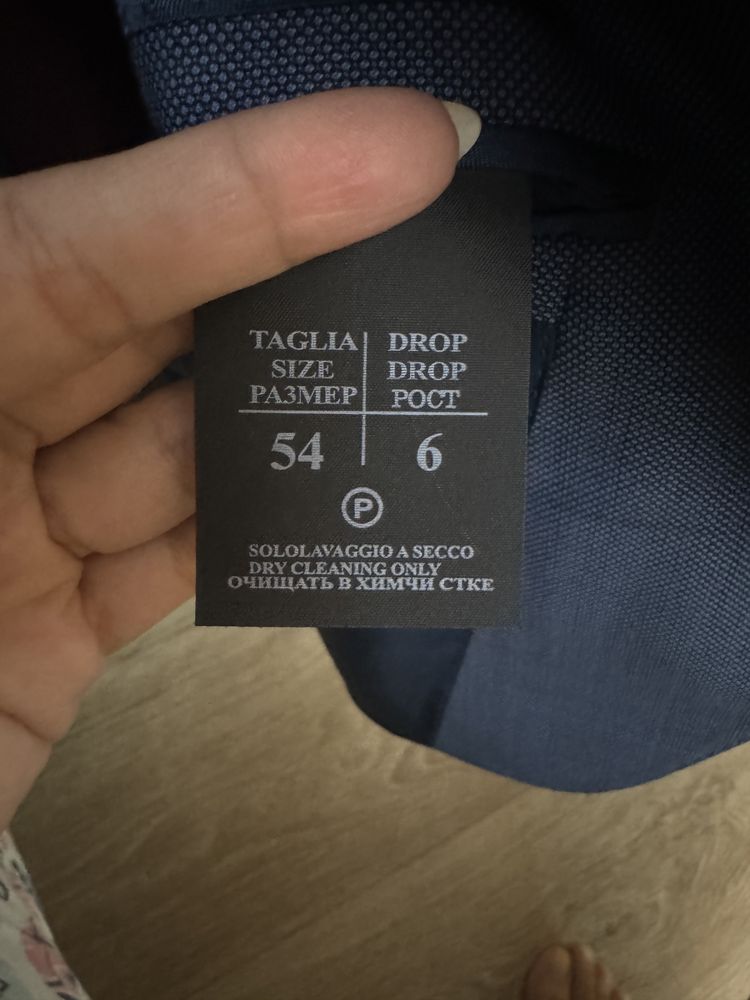 TAGLIA DROP
SIZE DROP
РАЗМЕР РОСТ
54 6
P
SOLOLAVAGGIO A SECCO
DRY CLEANING ONLY
ОЧИЩАТЬ В ХИМЧИ СТКЕ